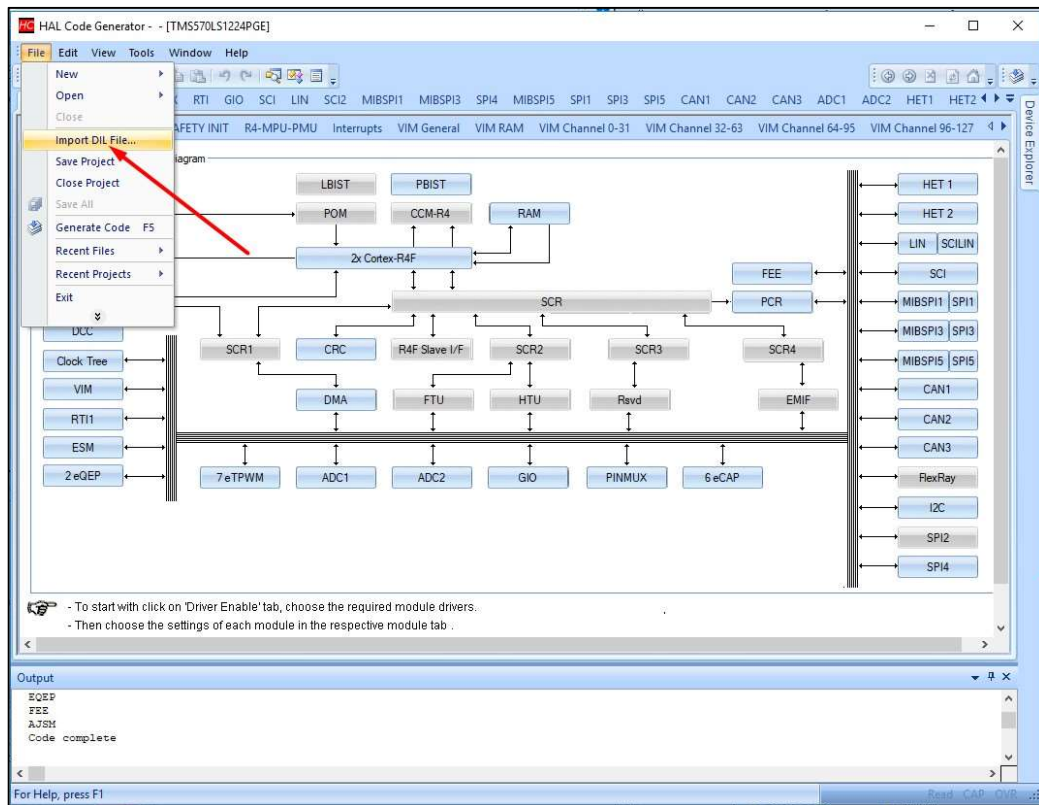 HAL Code Generator - - [TMS570LS1224PGE]
File Edit View Tools Window Help
RTI GIO SCI LIN SCI2 MIBSPI1 MIBSPI3 SPI4 MIBSPI5 SPI1 SPI3 SPI5 CAN1 CAN2 CAN3 ADC1 ADC2 HET1 HET2
AFETY INIT R4-MPU-PMU Interrupts VIM General VIM RAM VIM Channel 0-31 VIM Channel 32-63 VIM Channel 64-95 VIM Channel 96-127
Device Explorer
New
Open
Close
Import DIL File...
Save Project
Close Project
Save All
Generate Code F5
Recent Files
Recent Projects
Exit
iagram
LBIST PBIST HET 1
POM CCM-R4 RAM HET 2
LIN SCILIN
2x Cortex-R4F
FEE SCI
SCR PCR MIBSPI1 SPI1
DCC MIBSPI3 SPI3
SCR1 CRC R4F Slave I/F SCR2 SCR3 SCR4
Clock Tree MIBSPI5 SPI5
VIM CAN1
DMA FTU HTU Rsvd EMIF
RTI1 CAN2
ESM CAN3
2 eQEP 7 eTPWM ADC1 ADC2 GIO PINMUX 6 eCAP FlexRay
I2C
SPI2
SPI4
- To start with click on 'Driver Enable' tab, choose the required module drivers.
- Then choose the settings of each module in the respective module tab .
Output
EQEP
FEE
AJSM
Code complete
For Help, press F1
Read CAP OVR